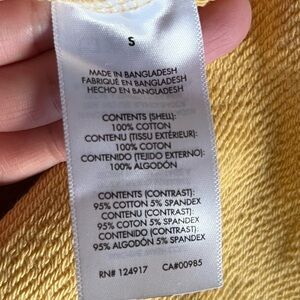 S
MADE IN BANGLADESH
FABRIQUÉ EN BANGLADESH
HECHO EN BANGLADESH
CONTENTS (SHELL):
100% COTTON
CONTENU (TISSU EXTÉRIEUR):
100% COTON
CONTENIDO (TEJIDO EXTERNO):
100% ALGODÓN
CONTENTS (CONTRAST):
95% COTTON 5% SPANDEX
CONTENU (CONTRAST):
95% COTON 5% SPANDEX
CONTENIDO (CONTRAST):
95% ALGODÓN 5% SPANDEX
RN# 124917 CA#00985